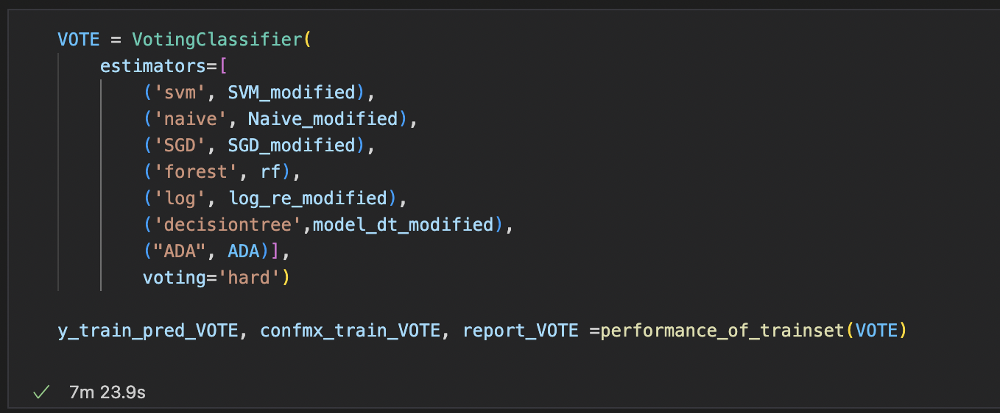 VOTE = VotingClassifier(
    estimators=[
        ('svm', SVM_modified),
        ('naive', Naive_modified),
        ('SGD', SGD_modified),
        ('forest', rf),
        ('log', log_re_modified),
        ('decisiontree',model_dt_modified),
        ("ADA", ADA)],
        voting='hard')
y_train_pred_VOTE, confmx_train_VOTE, report_VOTE =performance_of_trainset(VOTE)
✓ 7m 23.9s